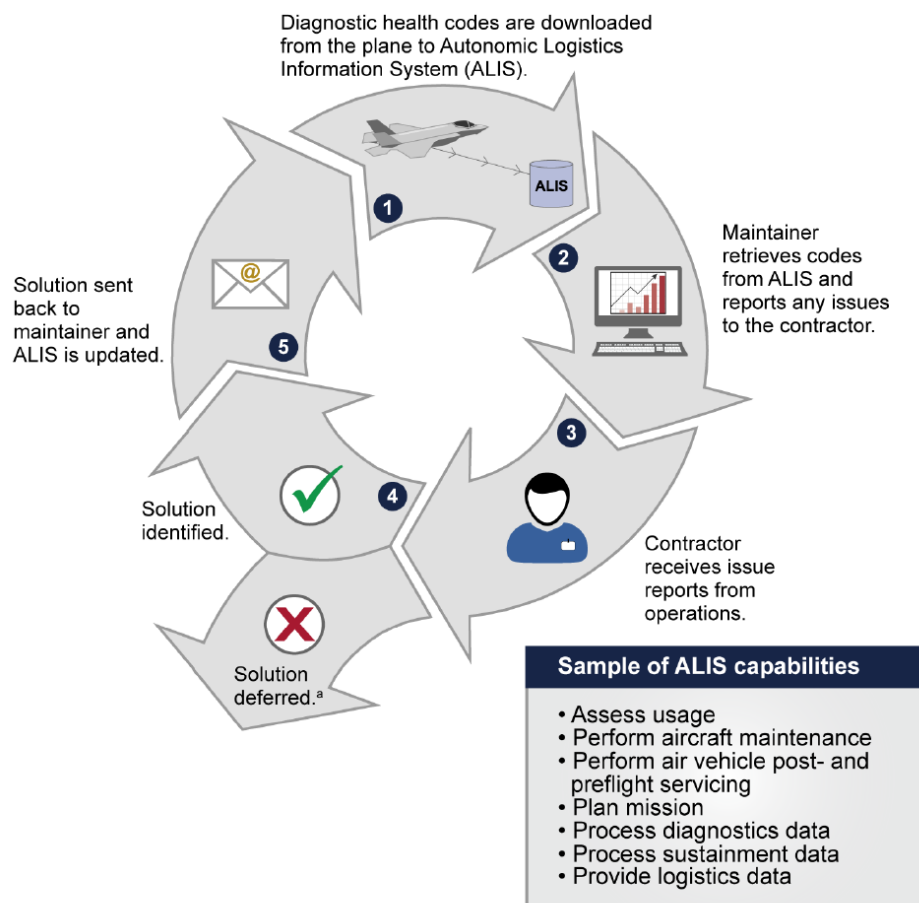 Diagnostic health codes are downloaded
from the plane to Autonomic Logistics
Information System (ALIS).
ALIS
1
2
Maintainer
retrieves codes
from ALIS and
reports any issues
to the contractor.
3
Contractor
receives issue
reports from
operations.
4
Solution
identified.
Solution
deferred.ᵃ
@
5
Solution sent
back to
maintainer and
ALIS is updated.
Sample of ALIS capabilities
• Assess usage
• Perform aircraft maintenance
• Perform air vehicle post- and
preflight servicing
• Plan mission
• Process diagnostics data
• Process sustainment data
• Provide logistics data